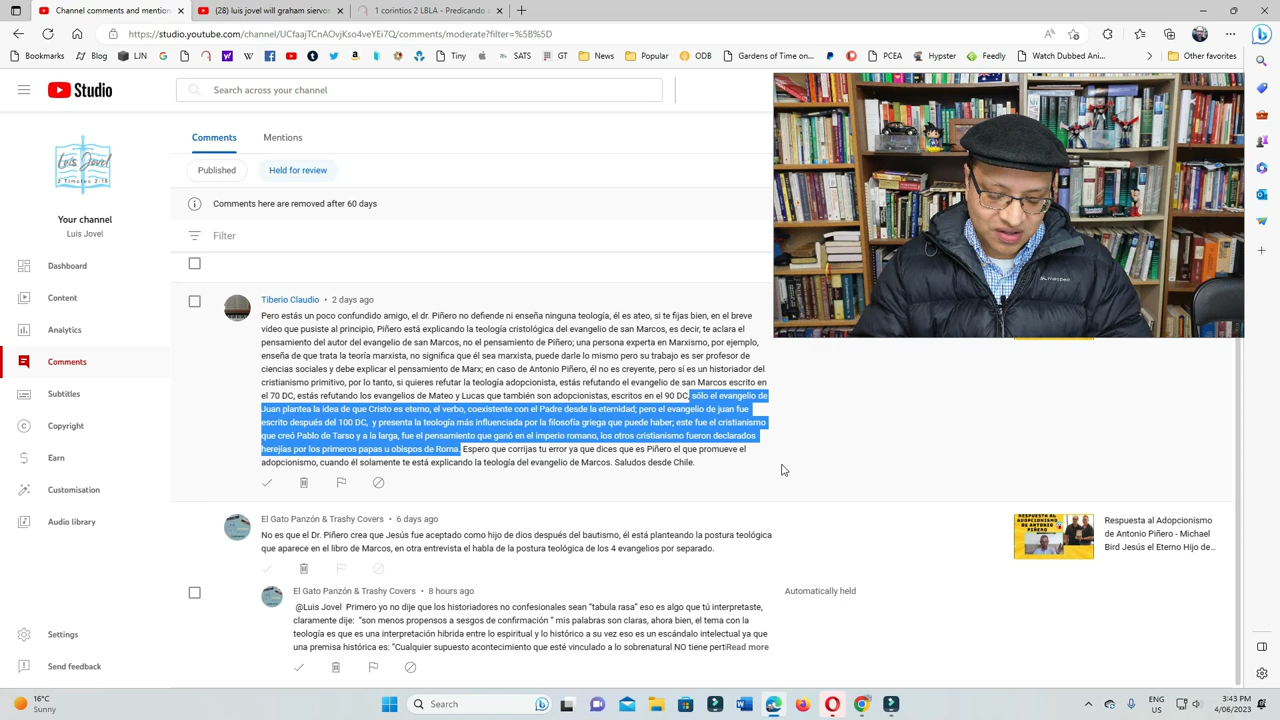 Comments and mentions
(28) luis jovel w graham siervo
1 corintios 2 LBLA - Predicas s
https://studio.youtube.com/channel/UCfaajTCnAOvjKso4veYEi7Q/comments/moderate?filter=%5B%5D
Bookmarks
Blog
LIN
YG
W
SATS
GT
Tiny
News
Popular
ODB
Gardens of Time on...
PCEA
Hypster
Feedly
Watch Dubbed Ani...
Other favorites
Studio
Search across your channel
Luis Jovel
2 Timoteo 2:15
Your channel
Luis Jovel
Dashboard
Content
Analytics
Comments
Subtitles
Copyright
Earn
Customisation
Audio library
Settings
Send feedback
Comments
Mentions
Published
Held for review
Comments here are removed after 60 days
Filter
Tiberio Claudio • 2 days ago
Pero estás un poco confundido amigo, el dr. Piñero no defiende ni enseña ninguna teología, él es ateo, si te fijas bien, en el breve
video que pusiste al principio, Piñero está explicando la teología cristológica del evangelio de san Marcos, es decir, te aclara el
pensamiento del autor del evangelio de san Marcos, no el pensamiento de Piñero; una persona experta en Marxismo, por ejemplo,
enseña de que trata la teoría marxista, no significa que él sea marxista, puede darle lo mismo pero su trabajo es ser profesor de
ciencias sociales y debe explicar el pensamiento de Marx; en caso de Antonio Piñero, él no es creyente, pero sí es un historiador del
cristianismo primitivo, por lo tanto, si quieres refutar la teología adopcionista, estás refutando el evangelio de san Marcos escrito en
el 70 DC, estás refutando los evangelios de Mateo y Lucas que también son adopcionistas, escritos en el 90 DC, sólo el evangelio de
Juan plantea la idea de que Cristo es eterno, el verbo, coexistente con el Padre desde la eternidad; pero el evangelio de juan fue
escrito después del 100 DC, y presenta la teología más influenciada por la filosofía griega que puede haber; este fue el cristianismo
que creó Pablo de Tarso y a la larga, fue el pensamiento que ganó en el imperio romano, los otros cristianismo fueron declarados
herejías por los primeros papas u obispos de Roma. Espero que corrijas tu error ya que dices que es Piñero el que promueve el
adopcionismo, cuando él solamente te está explicando la teología del evangelio de Marcos. Saludos desde Chile.
El Gato Panzón & Trashy Covers • 6 days ago
No es que el Dr. Piñero crea que Jesús fue aceptado como hijo de dios después del bautismo, él está planteando la postura teológica
que aparece en el libro de Marcos, en otra entrevista el habla de la postura teológica de los 4 evangelios por separado.
RESPUESTA AL
ADOPCIONISMO
DE ANTONIO
PIÑERO
Respuesta al Adopcionismo
de Antonio Piñero - Michael
Bird Jesús el Eterno Hijo de...
El Gato Panzón & Trashy Covers • 8 hours ago
Automatically held
@Luis Jovel Primero yo no dije que los historiadores no confesionales sean “tabula rasa” eso es algo que tú interpretaste,
claramente dije: “son menos propensos a sesgos de confirmación ” mis palabras son claras, ahora bien, el tema con la
teología es que es una interpretación hibrida entre lo espiritual y lo histórico a su vez eso es un escándalo intelectual ya que
una premisa histórica es: “Cualquier supuesto acontecimiento que esté vinculado a lo sobrenatural NO tiene perti Read more
16°C
Sunny
Search
ENG
US
3:43 PM
4/06/2023